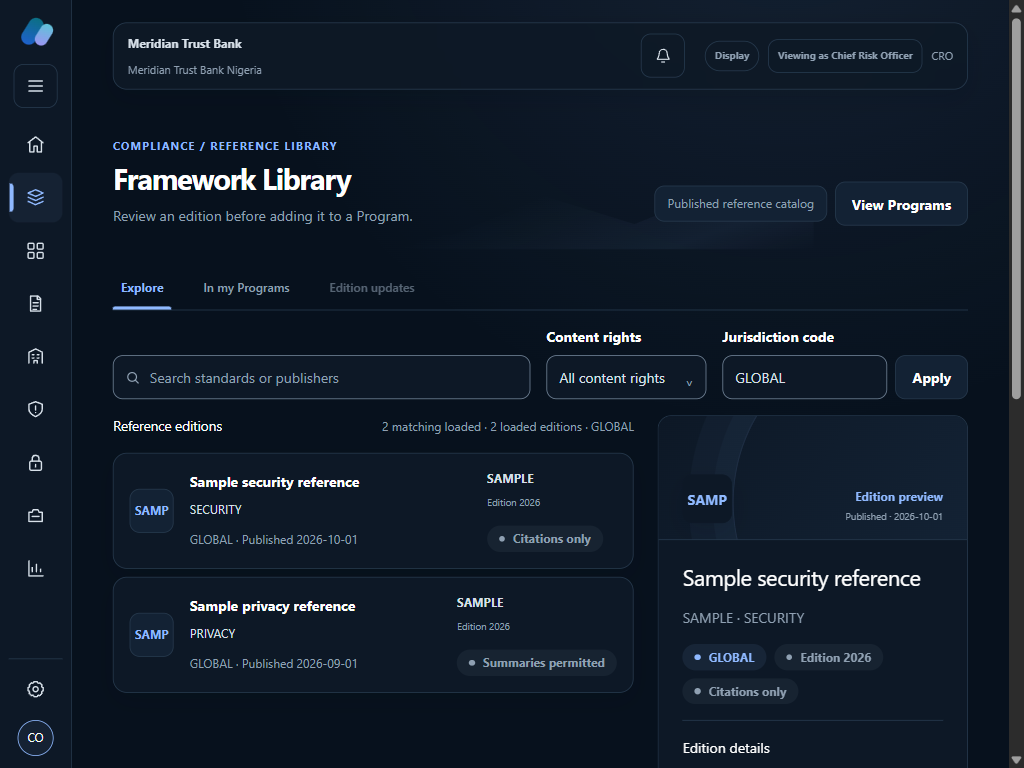 Meridian Trust Bank
Meridian Trust Bank Nigeria
Display
Viewing as Chief Risk Officer
CRO
COMPLIANCE / REFERENCE LIBRARY
Framework Library
Review an edition before adding it to a Program.
Published reference catalog
View Programs
Explore
In my Programs
Edition updates
Content rights
Jurisdiction code
Search standards or publishers
All content rights
GLOBAL
Apply
Reference editions
2 matching loaded · 2 loaded editions · GLOBAL
SAMP
Sample security reference
SECURITY
GLOBAL · Published 2026-10-01
SAMPLE
Edition 2026
Citations only
SAMP
Sample privacy reference
PRIVACY
GLOBAL · Published 2026-09-01
SAMPLE
Edition 2026
Summaries permitted
SAMP
Edition preview
Published · 2026-10-01
Sample security reference
SAMPLE · SECURITY
GLOBAL
Edition 2026
Citations only
Edition details
CO